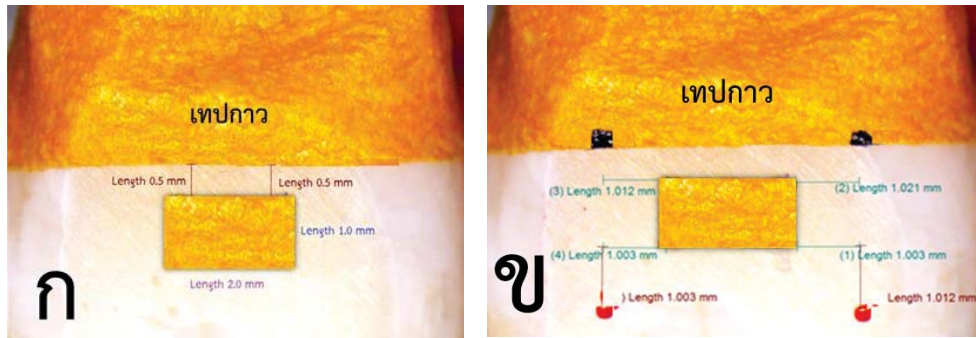 เทปกาว
Length 0.5 mm
Length 0.5 mm
Length 1.0 mm
Length 2.0 mm
ก
เทปกาว
(3) Length 1.012 mm
(2) Length 1.021 mm
(4) Length 1.003 mm
(1) Length 1.003 mm
) Length 1.003 mm
Length 1.012 mm
ข